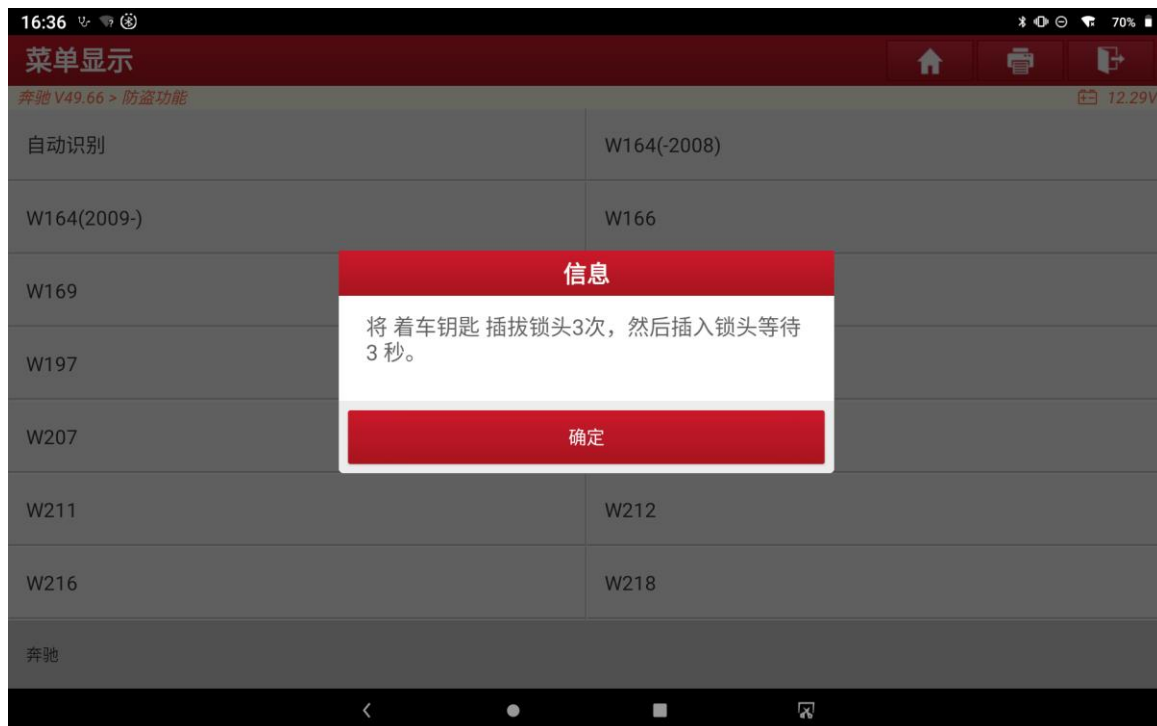 16:36 70%
菜单显示
奔驰 V49.66 > 防盗功能 12.29V
自动识别 W164(-2008)
W164(2009-) W166
W169
信息
将 着车钥匙 插拔锁头3次，然后插入锁头等待
3 秒。
W197
确定
W207
W211 W212
W216 W218
奔驰